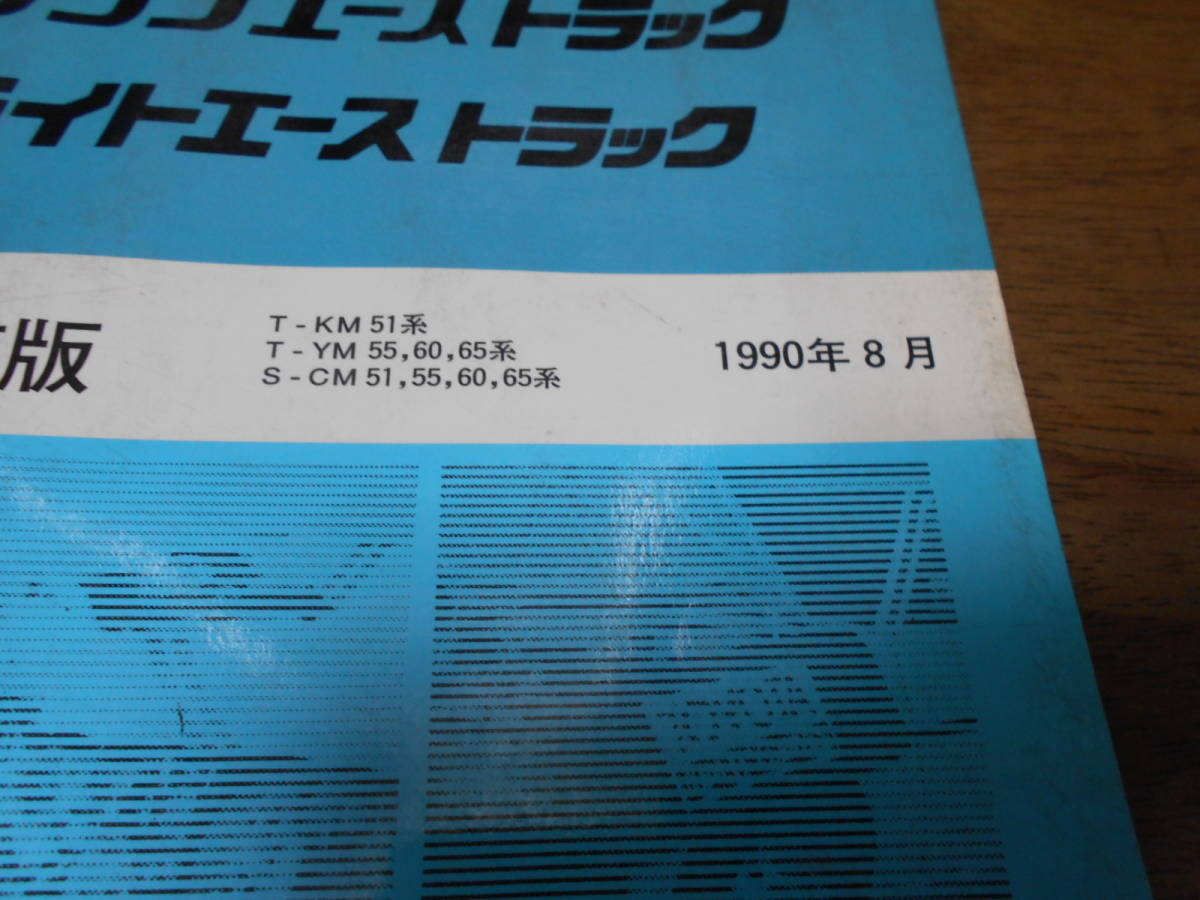 エース トラック
ライトエース トラック
版
T-KM 51系
T-YM 55,60,65系
S-CM 51,55,60,65系
1990年 8 月